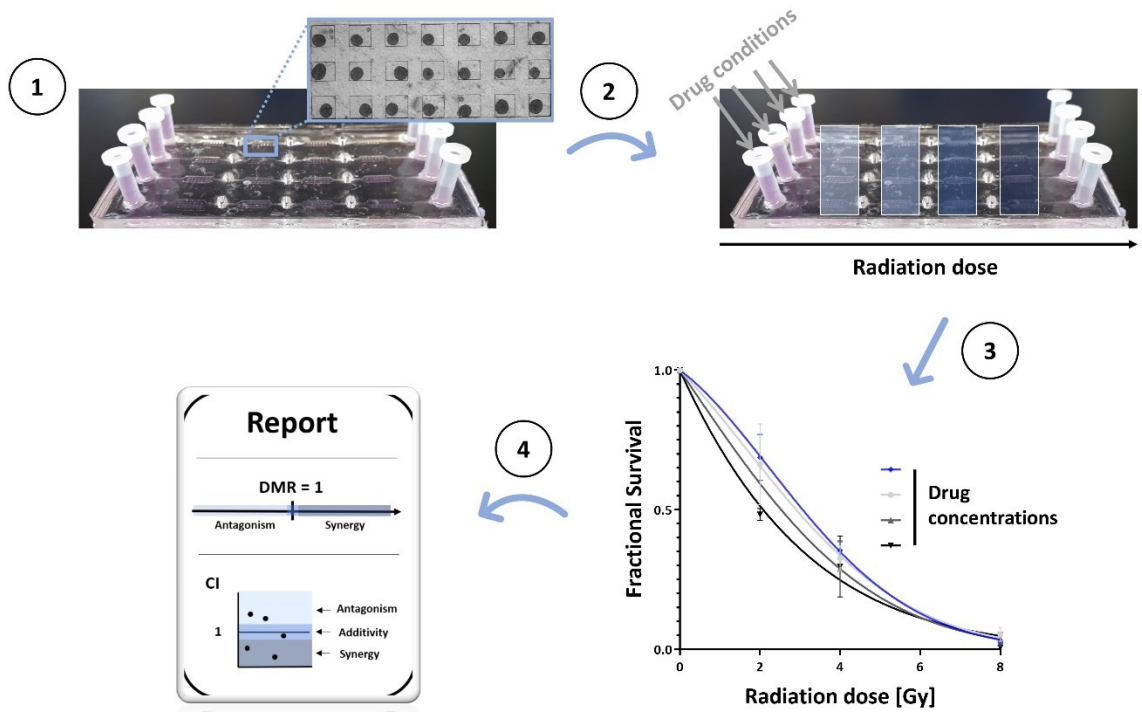 1
2
Drug conditions
Radiation dose
3
1.0
0.5
0.0
0
2
4
6
8
Fractional Survival
Radiation dose [Gy]
Drug
concentrations
4
Report
DMR = 1
Antagonism
Synergy
CI
1
Antagonism
Additivity
Synergy